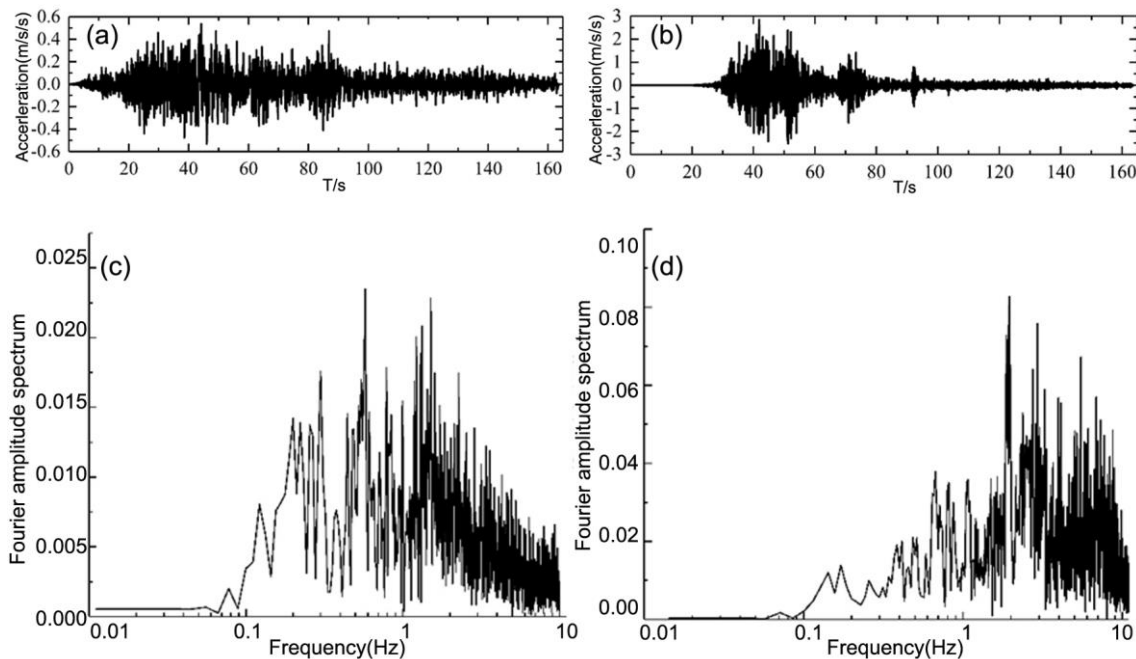 (a)
Accerleration(m/s/s)
0.6
0.4
0.2
0.0
-0.2
-0.4
-0.6
0 20 40 60 80 100 120 140 160
T/s
(b)
Accerleration(m/s/s)
3
2
1
0
-1
-2
-3
0 20 40 60 80 100 120 140 160
T/s
(c)
Fourier amplitude spectrum
0.025
0.020
0.015
0.010
0.005
0.000
0.01 0.1 1 10
Frequency(Hz)
(d)
Fourier amplitude spectrum
0.10
0.08
0.06
0.04
0.02
0.00
0.01 0.1 1 10
Frequency(Hz)